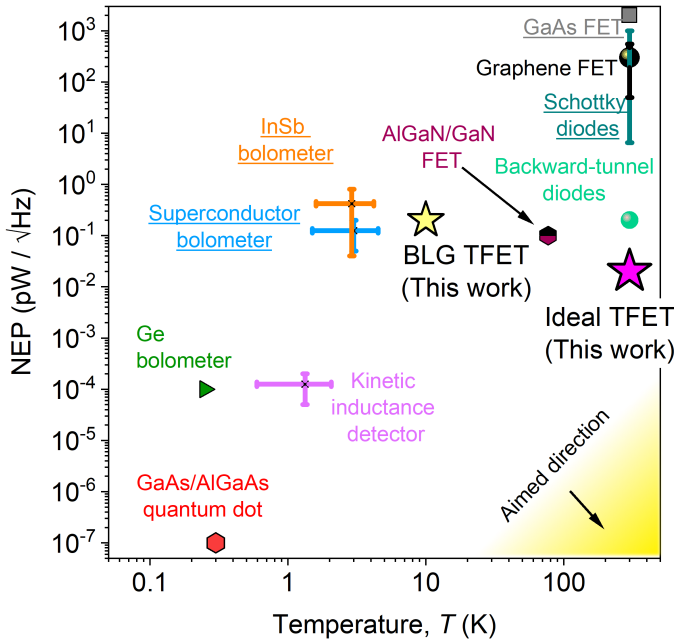 10³
10²
10¹
10⁰
10⁻¹
10⁻²
10⁻³
10⁻⁴
10⁻⁵
10⁻⁶
10⁻⁷
NEP (pW / √Hz)
GaAs FET
Graphene FET
Schottky
diodes
InSb
bolometer
AlGaN/GaN
FET
Backward-tunnel
diodes
Superconductor
bolometer
BLG TFET
(This work)
Ideal TFET
(This work)
Ge
bolometer
Kinetic
inductance
detector
Aimed direction
GaAs/AlGaAs
quantum dot
0.1
1
10
100
Temperature, T (K)